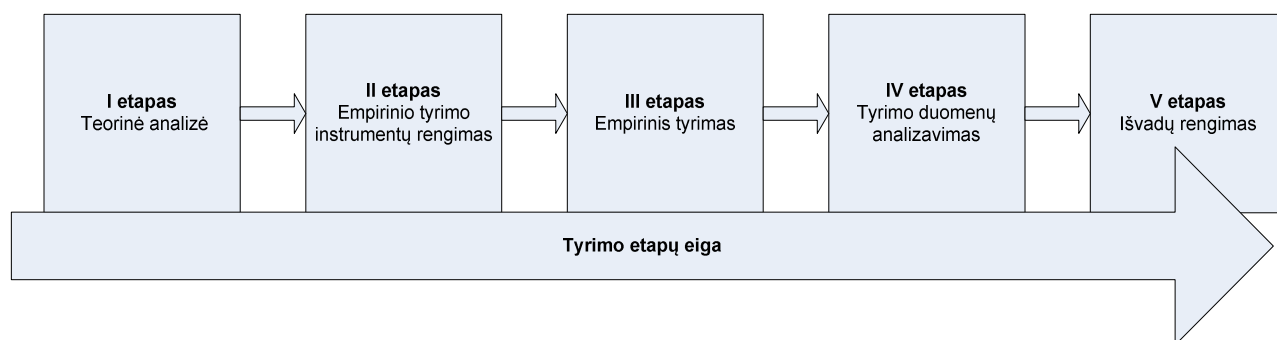 I etapas
Teorinė analizė
II etapas
Empirinio tyrimo
instrumentų rengimas
III etapas
Empirinis tyrimas
IV etapas
Tyrimo duomenų
analizavimas
V etapas
Išvadų rengimas
Tyrimo etapų eiga